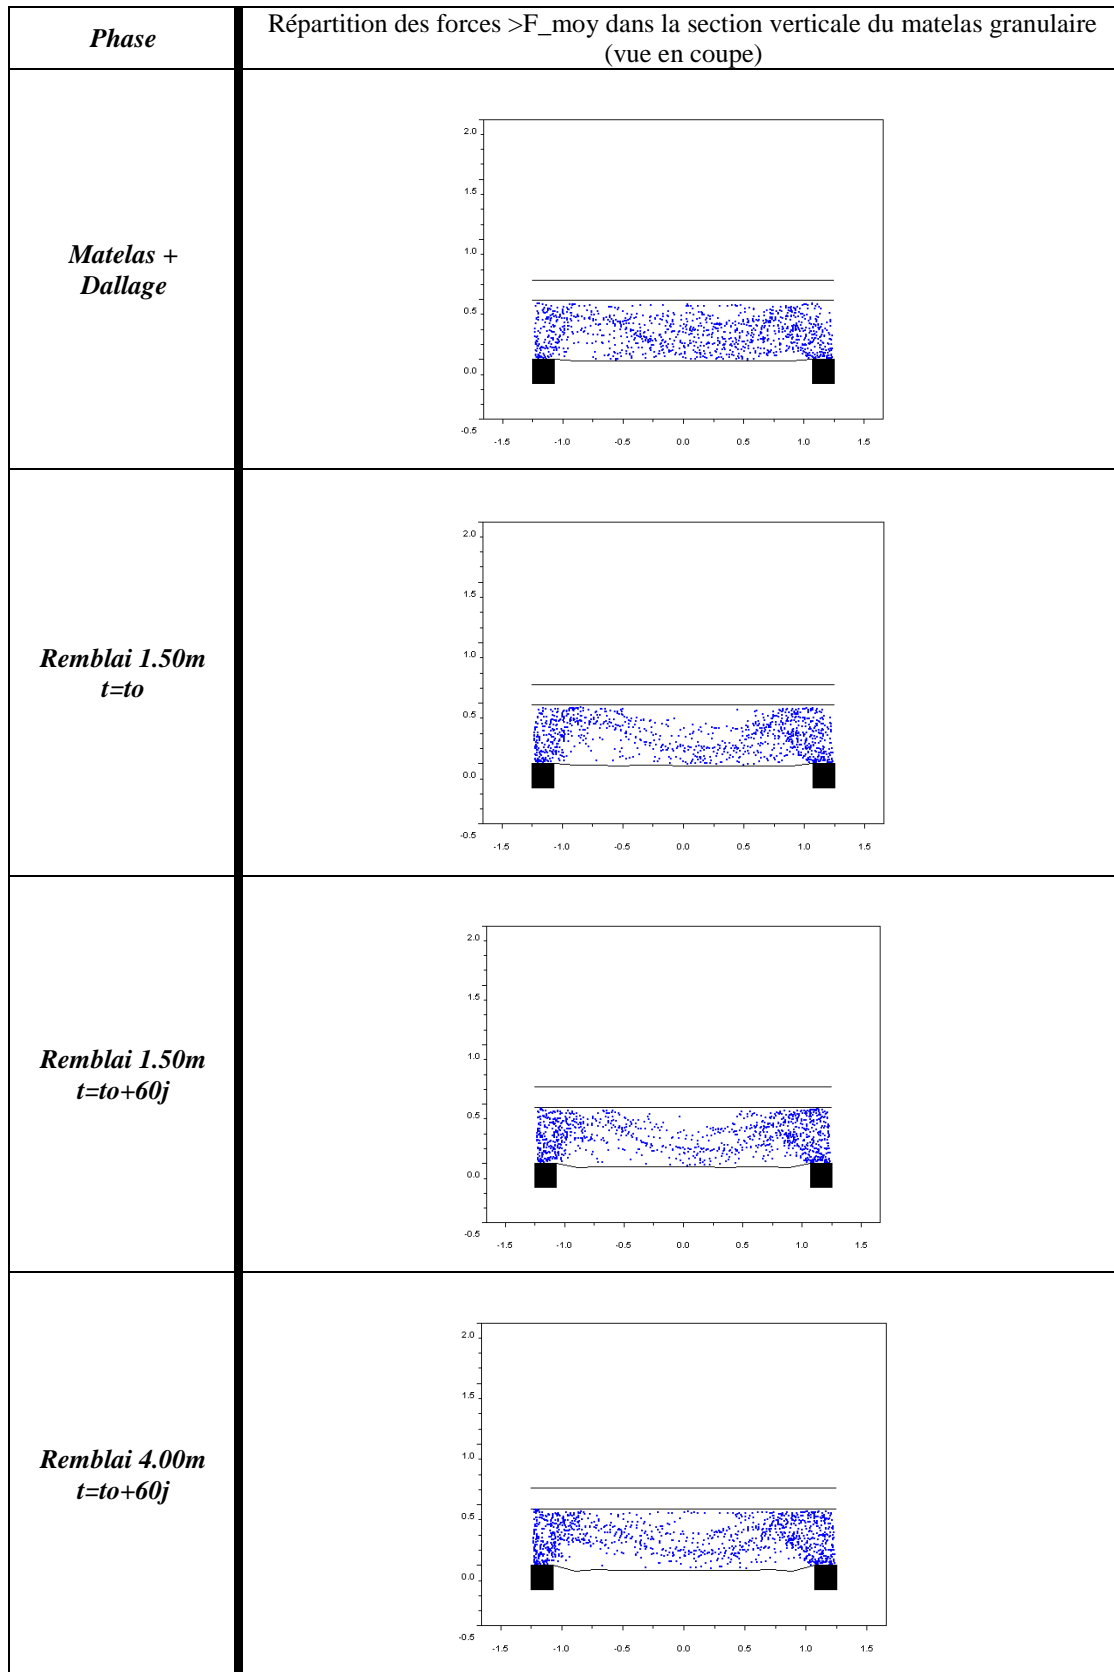 Phase
Répartition des forces >F_moy dans la section verticale du matelas granulaire
(vue en coupe)
Matelas +
Dallage
2.0
1.5
1.0
0.5
0.0
-0.5
-1.5 -1.0 -0.5 0.0 0.5 1.0 1.5
Remblai 1.50m
t=to
2.0
1.5
1.0
0.5
0.0
-0.5
-1.5 -1.0 -0.5 0.0 0.5 1.0 1.5
Remblai 1.50m
t=to+60j
2.0
1.5
1.0
0.5
0.0
-0.5
-1.5 -1.0 -0.5 0.0 0.5 1.0 1.5
Remblai 4.00m
t=to+60j
2.0
1.5
1.0
0.5
0.0
-0.5
-1.5 -1.0 -0.5 0.0 0.5 1.0 1.5